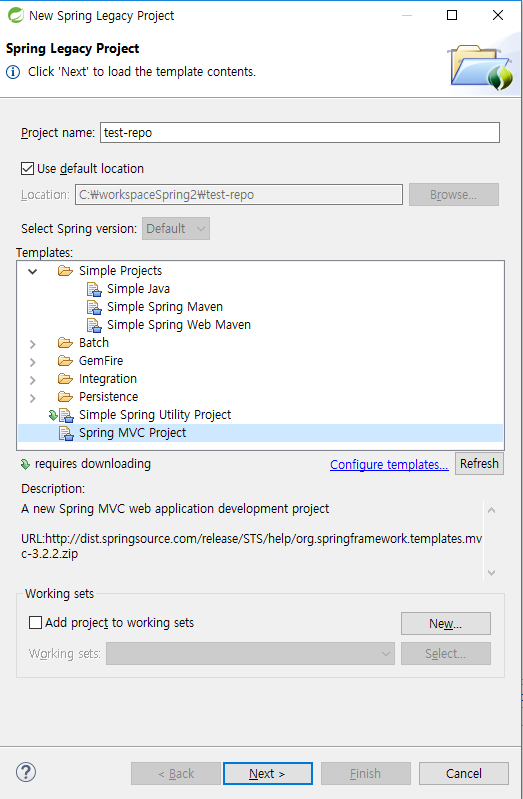 New Spring Legacy Project
Spring Legacy Project
Click 'Next' to load the template contents.
Project name: test-repo
Use default location
Location: C:₩workspaceSpring2₩test-repo Browse...
Select Spring version: Default
Templates:
Simple Projects
Simple Java
Simple Spring Maven
Simple Spring Web Maven
Batch
GemFire
Integration
Persistence
Simple Spring Utility Project
Spring MVC Project
requires downloading Configure templates... Refresh
Description:
A new Spring MVC web application development project
URL:http://dist.springsource.com/release/STS/help/org.springframework.templates.mv
c-3.2.2.zip
Working sets
Add project to working sets New...
Working sets: Select...
? < Back Next > Finish Cancel